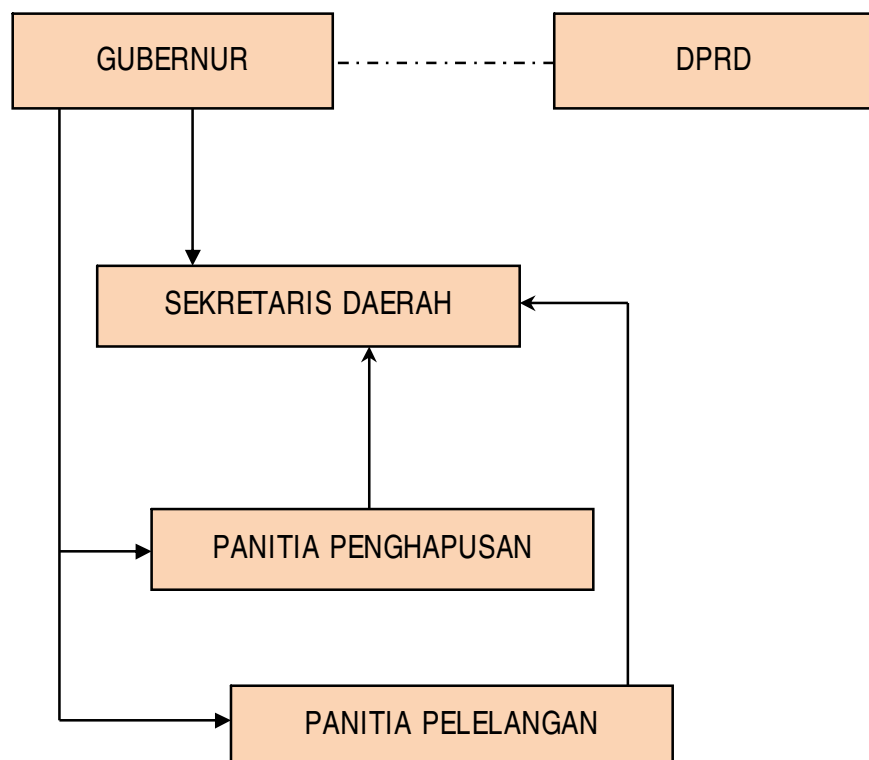 GUBERNUR
DPRD
SEKRETARIS DAERAH
PANITIA PENGHAPUSAN
PANITIA PELELANGAN